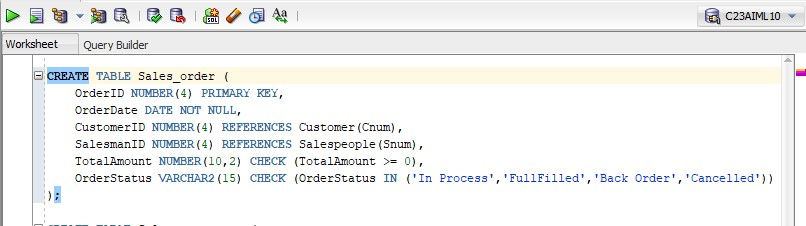 SQL
Aa
C23AIML10
Worksheet Query Builder
CREATE TABLE Sales_order (
OrderID NUMBER(4) PRIMARY KEY,
OrderDate DATE NOT NULL,
CustomerID NUMBER(4) REFERENCES Customer(Cnum),
SalesmanID NUMBER(4) REFERENCES Salespeople(Snum),
TotalAmount NUMBER(10,2) CHECK (TotalAmount >= 0),
OrderStatus VARCHAR2(15) CHECK (OrderStatus IN ('In Process','FullFilled','Back Order','Cancelled'))
);